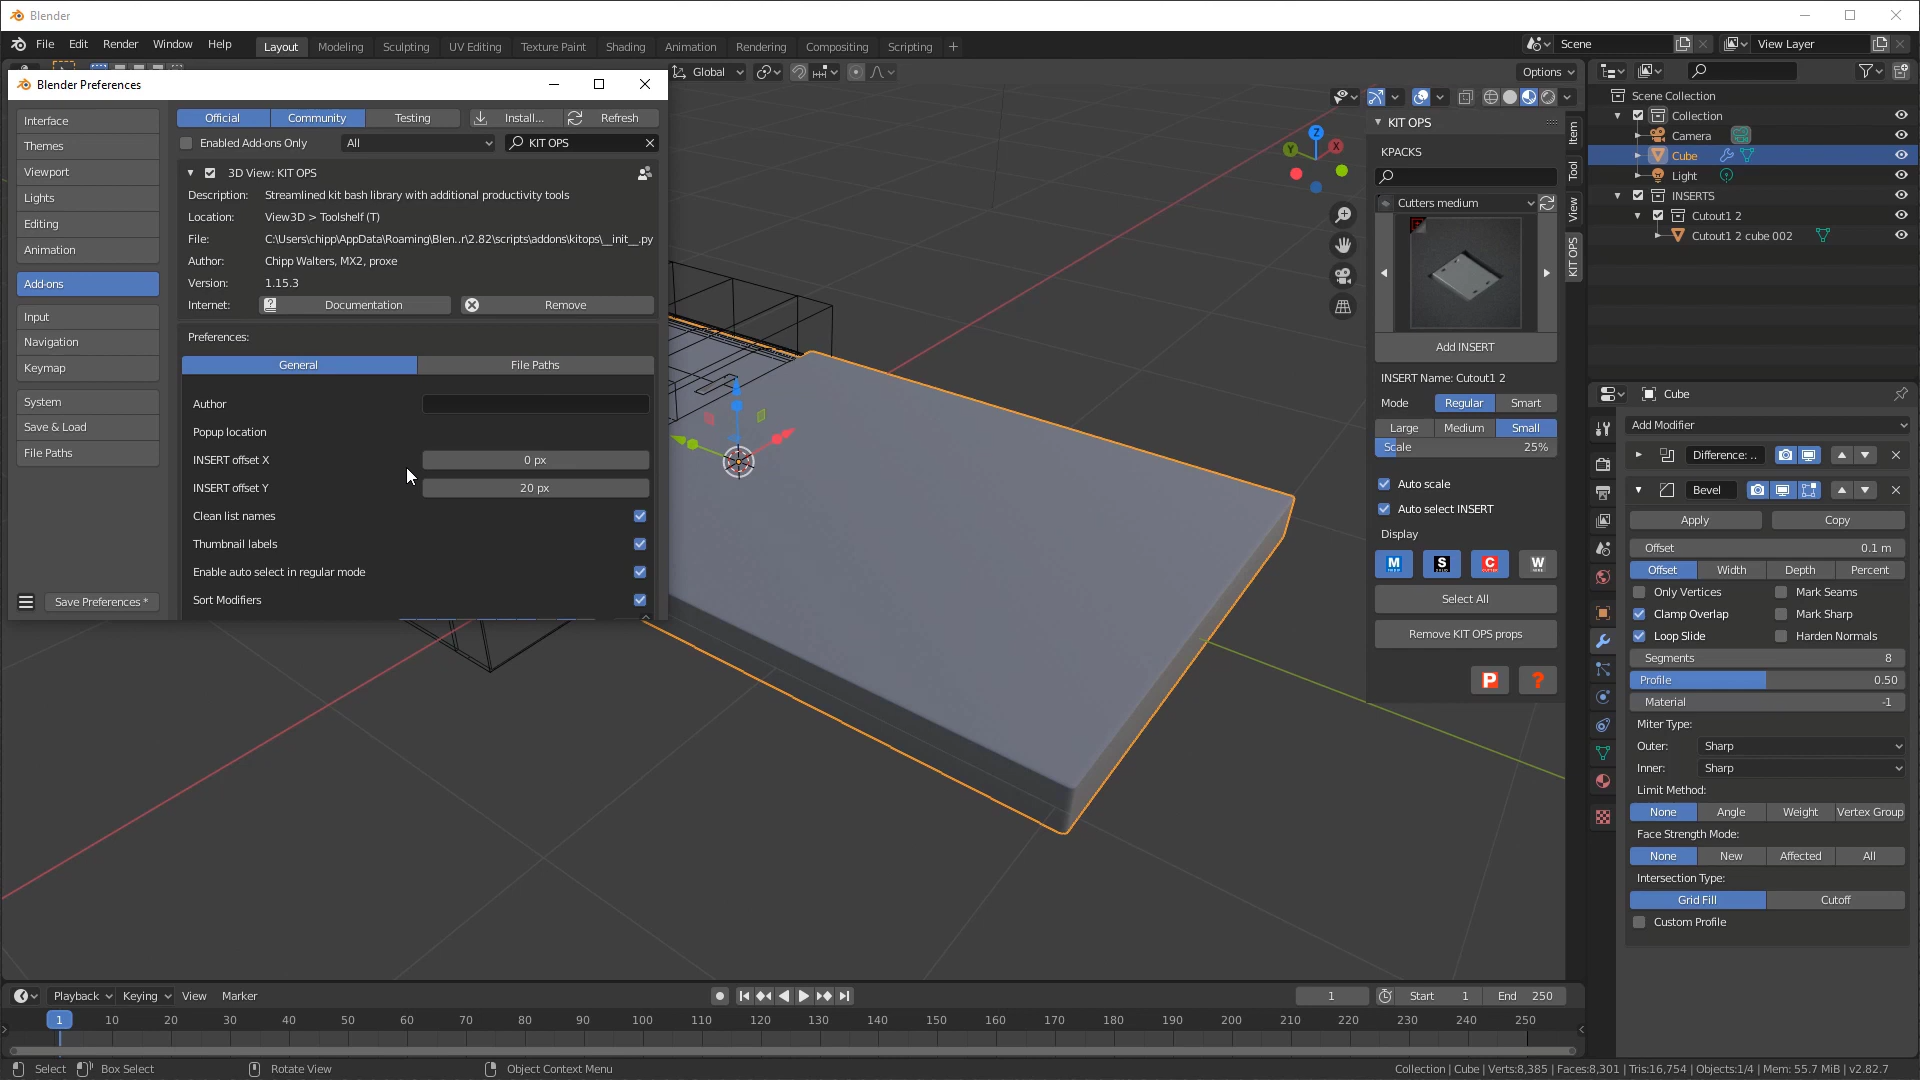 Blender
File Edit Render Window Help Layout Modeling Sculpting UV Editing Texture Paint Shading Animation Rendering Compositing Scripting + Scene View Layer
Global Options
Blender Preferences
Interface
Themes
Viewport
Lights
Editing
Animation
Add-ons
Input
Navigation
Keymap
System
Save & Load
File Paths
Save Preferences *
Official Community Testing Install... Refresh
Enabled Add-ons Only All KIT OPS
3D View: KIT OPS
Description: Streamlined kit bash library with additional productivity tools
Location: View3D > Toolshelf (T)
File: C:\Users\chipp\AppData\Roaming\Blen..r\2.82\scripts\addons\kitops\__init__.py
Author: Chipp Walters, MX2, proxe
Version: 1.15.3
Internet: Documentation Remove
Preferences:
General File Paths
Author
Popup location
INSERT offset X 0 px
INSERT offset Y 20 px
Clean list names
Thumbnail labels
Enable auto select in regular mode
Sort Modifiers
Z
Y
X
KIT OPS
KPACKS
Cutters medium
Add INSERT
INSERT Name: Cutout1 2
Mode Regular Smart
Large Medium Small
Scale 25%
Auto scale
Auto select INSERT
Display
M S C W
Select All
Remove KIT OPS props
P ?
Item
Tool
View
KIT OPS
Scene Collection
Collection
Camera
Cube
Light
INSERTS
Cutout1 2
Cutout1 2 cube 002
Cube
Add Modifier
Difference: ..
Bevel
Apply Copy
Offset 0.1 m
Offset Width Depth Percent
Only Vertices Mark Seams
Clamp Overlap Mark Sharp
Loop Slide Harden Normals
Segments 8
Profile 0.50
Material -1
Miter Type:
Outer: Sharp
Inner: Sharp
Limit Method:
None Angle Weight Vertex Group
Face Strength Mode:
None New Affected All
Intersection Type:
Grid Fill Cutoff
Custom Profile
Playback Keying View Marker 1 Start 1 End 250
1 10 20 30 40 50 60 70 80 90 100 110 120 130 140 150 160 170 180 190 200 210 220 230 240 250
Select Box Select Rotate View Object Context Menu Collection | Cube | Verts:8,385 | Faces:8,301 | Tris:16,754 | Objects:1/4 | Mem: 55.7 MiB | v2.82.7